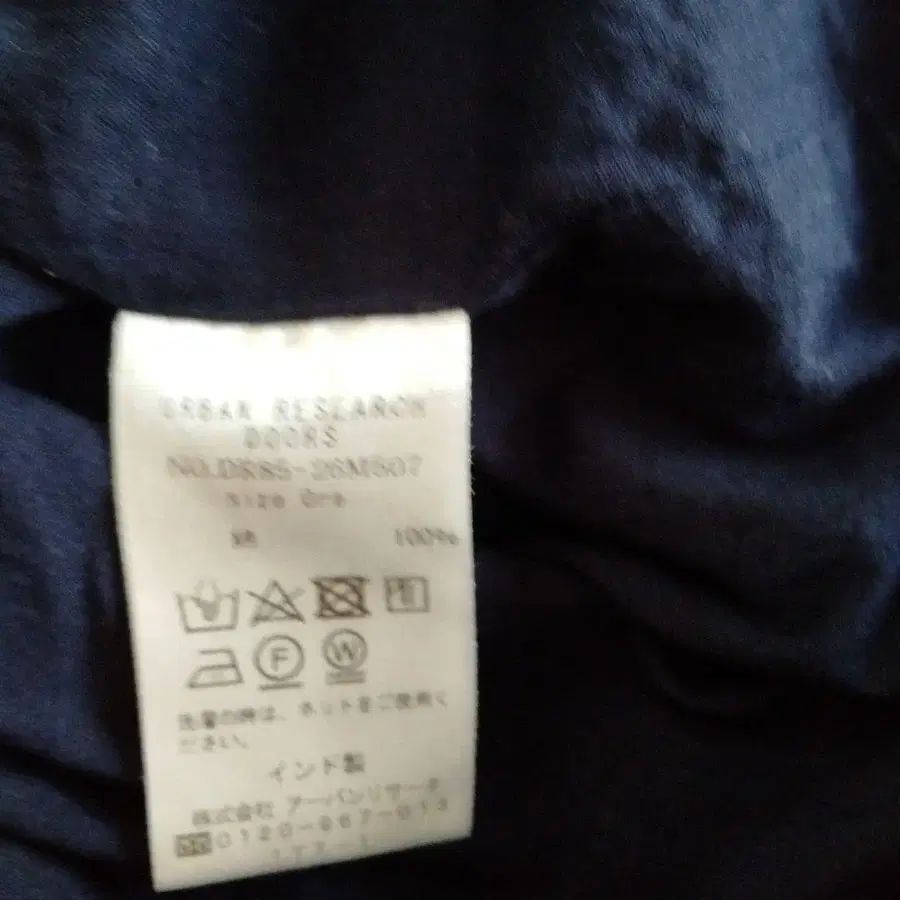 URBAN RESEARCH
DOORS
NO.DR85-26M507
Size One
綿 100%
F W
洗濯の時は、ネットをご使用く
ださい。
インド製
株式会社 アーバンリサーチ
0120-967-013